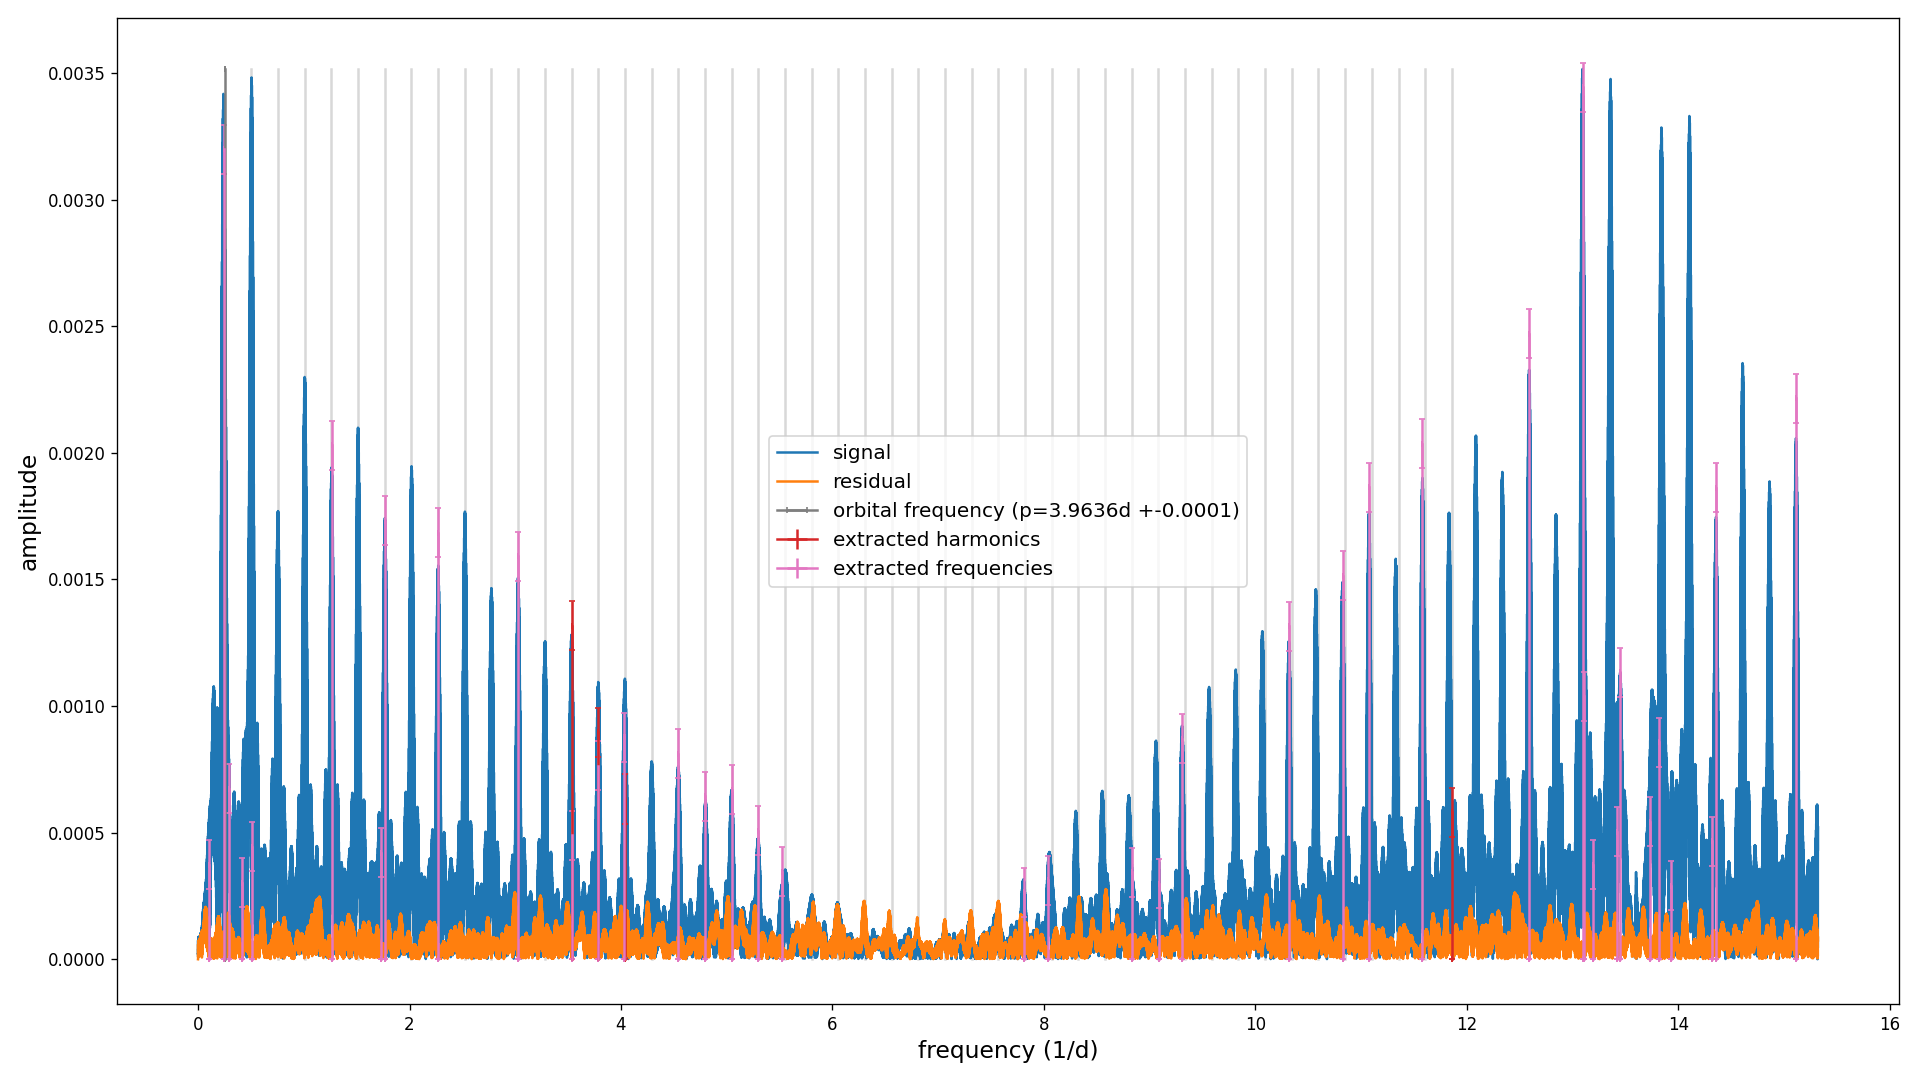 0.0035
0.0030
0.0025
0.0020
0.0015
0.0010
0.0005
0.0000
amplitude
signal
residual
orbital frequency (p=3.9636d +-0.0001)
extracted harmonics
extracted frequencies
0 2 4 6 8 10 12 14 16
frequency (1/d)